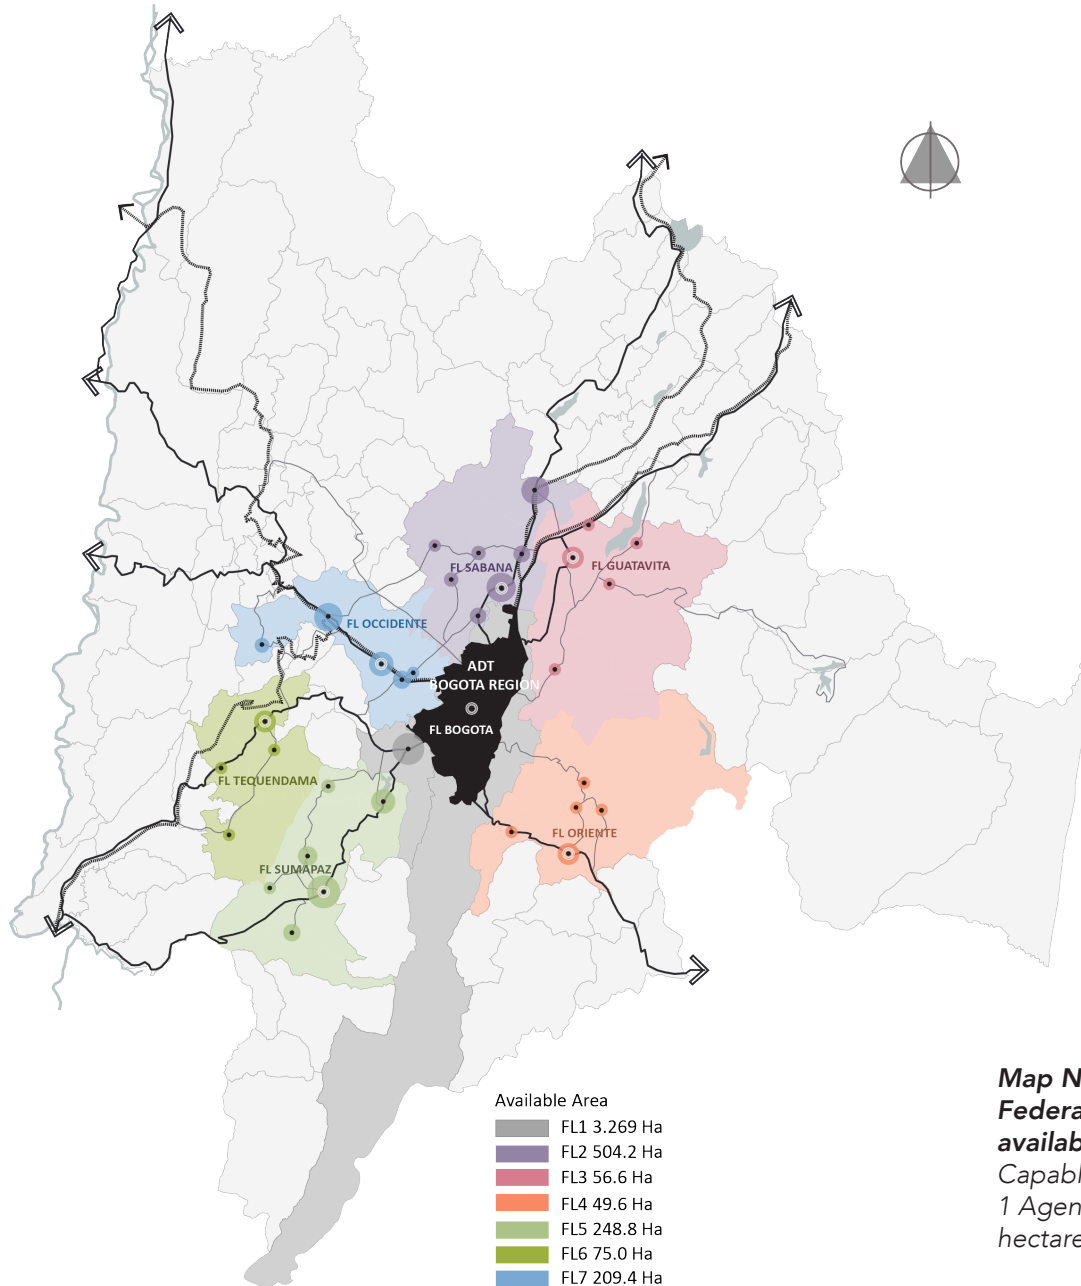 FL SABANA
FL GUATAVITA
FL OCCIDENTE
ADT
BOGOTA REGION
FL BOGOTA
FL TEQUENDAMA
FL ORIENTE
FL SUMAPAZ
Available Area
FL1 3.269 Ha
FL2 504.2 Ha
FL3 56.6 Ha
FL4 49.6 Ha
FL5 248.8 Ha
FL6 75.0 Ha
FL7 209.4 Ha
Map N
Federa
availab
Capabl
1 Agen
hectare